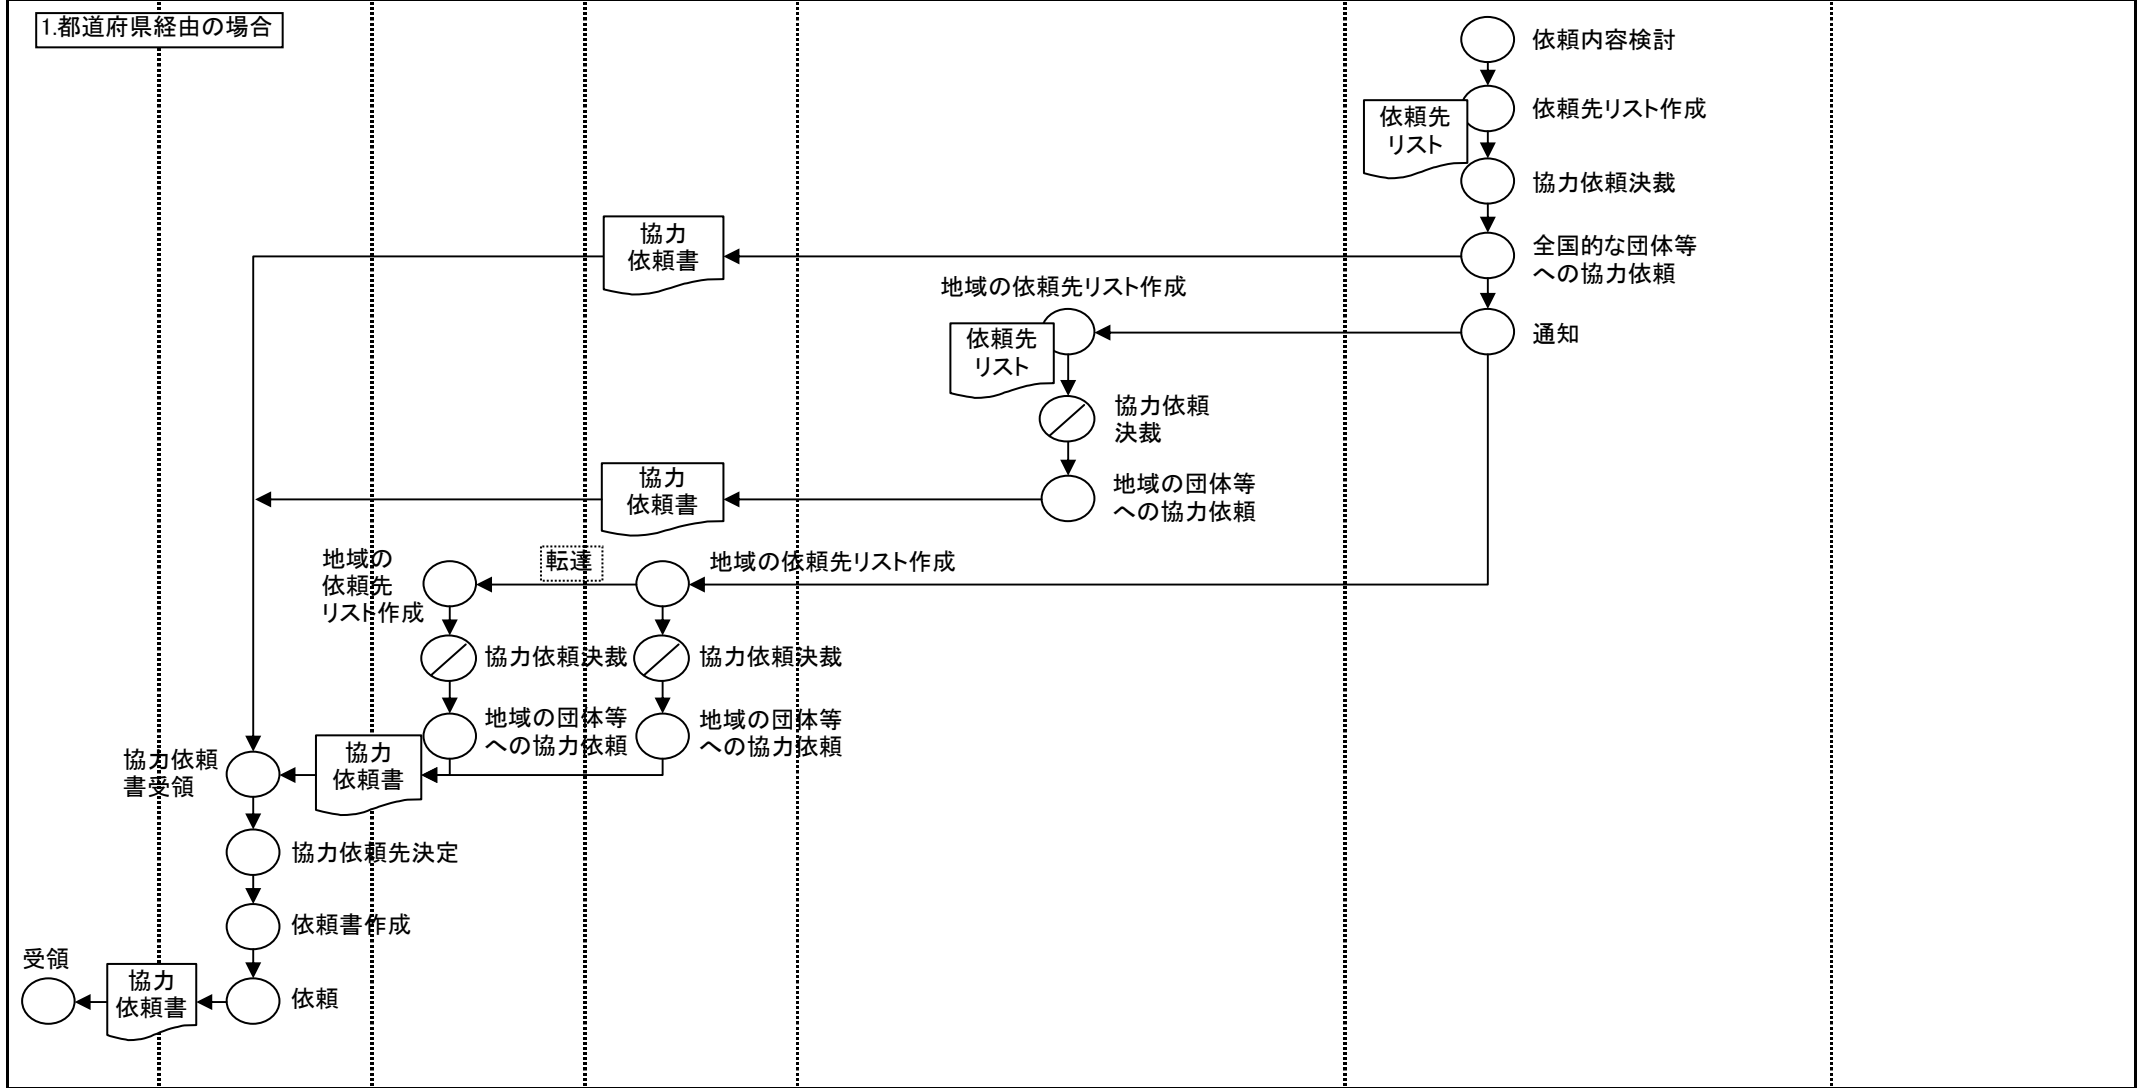 1.都道府県経由の場合
依頼内容検討
依頼先リスト作成
依頼先
リスト
協力依頼決裁
協力
依頼書
全国的な団体等
への協力依頼
地域の依頼先リスト作成
通知
依頼先
リスト
協力依頼
決裁
協力
依頼書
地域の団体等
への協力依頼
地域の
依頼先
リスト作成
転達
地域の依頼先リスト作成
協力依頼決裁
協力依頼決裁
地域の団体等
への協力依頼
地域の団体等
への協力依頼
協力依頼
書受領
協力
依頼書
協力依頼先決定
依頼書作成
受領
協力
依頼書
依頼